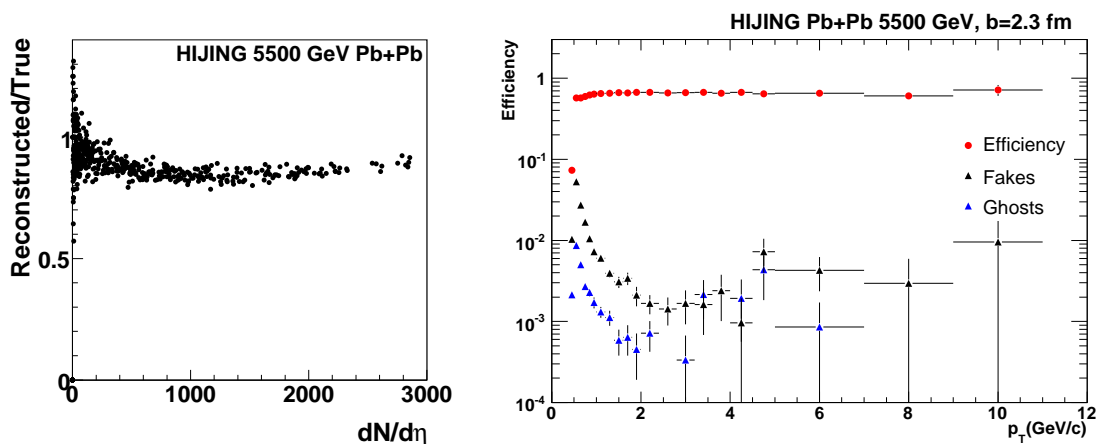 HIJING 5500 GeV Pb+Pb
Reconstructed/True
1
0.5
0
0 1000 2000 3000
dN/dη
HIJING Pb+Pb 5500 GeV, b=2.3 fm
Efficiency
1
10⁻¹
10⁻²
10⁻³
10⁻⁴
Efficiency
Fakes
Ghosts
0 2 4 6 8 10 12
p_T(GeV/c)